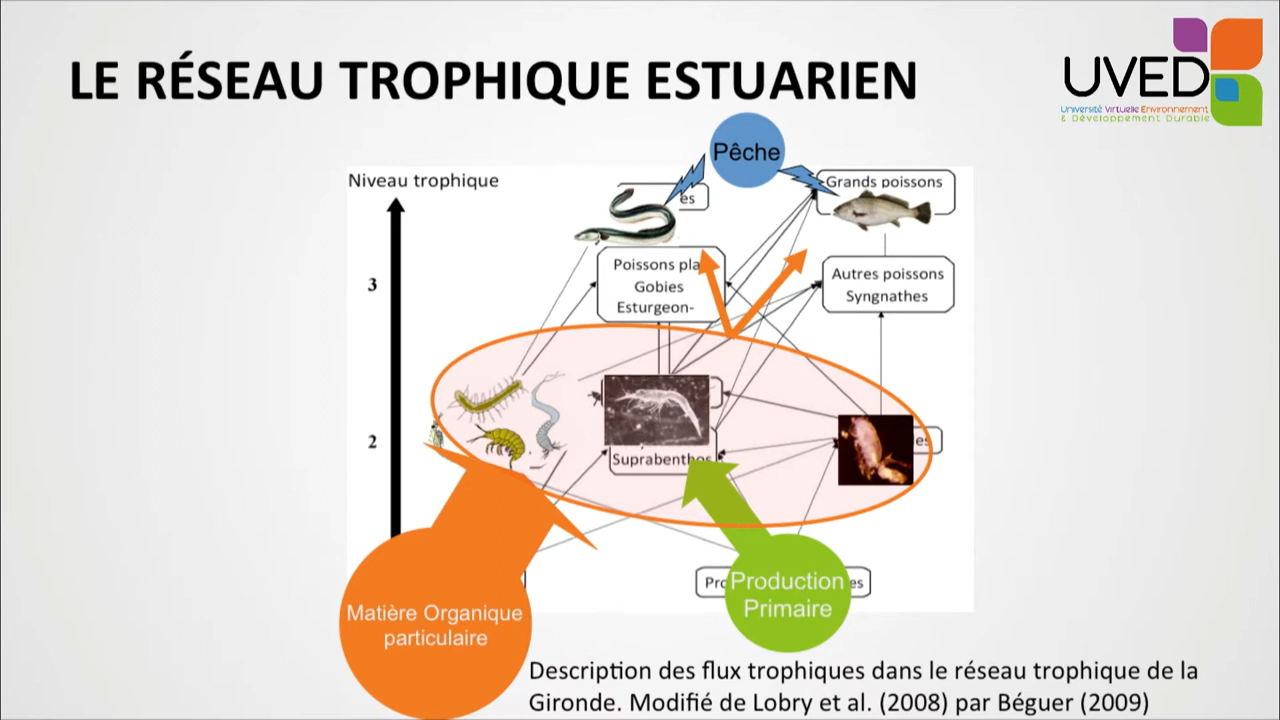 LE RÉSEAU TROPHIQUE ESTUARIEN
UVED
Université Virtuelle Environnement
& Développement Durable
Pêche
Niveau trophique
Grands poissons
3
Poissons pla
Gobies
Esturgeon-
Autres poissons
Syngnathes
2
Suprabenthos
Matière Organique
particulaire
Production
Primaire
Description des flux trophiques dans le réseau trophique de la
Gironde. Modifié de Lobry et al. (2008) par Béguer (2009)